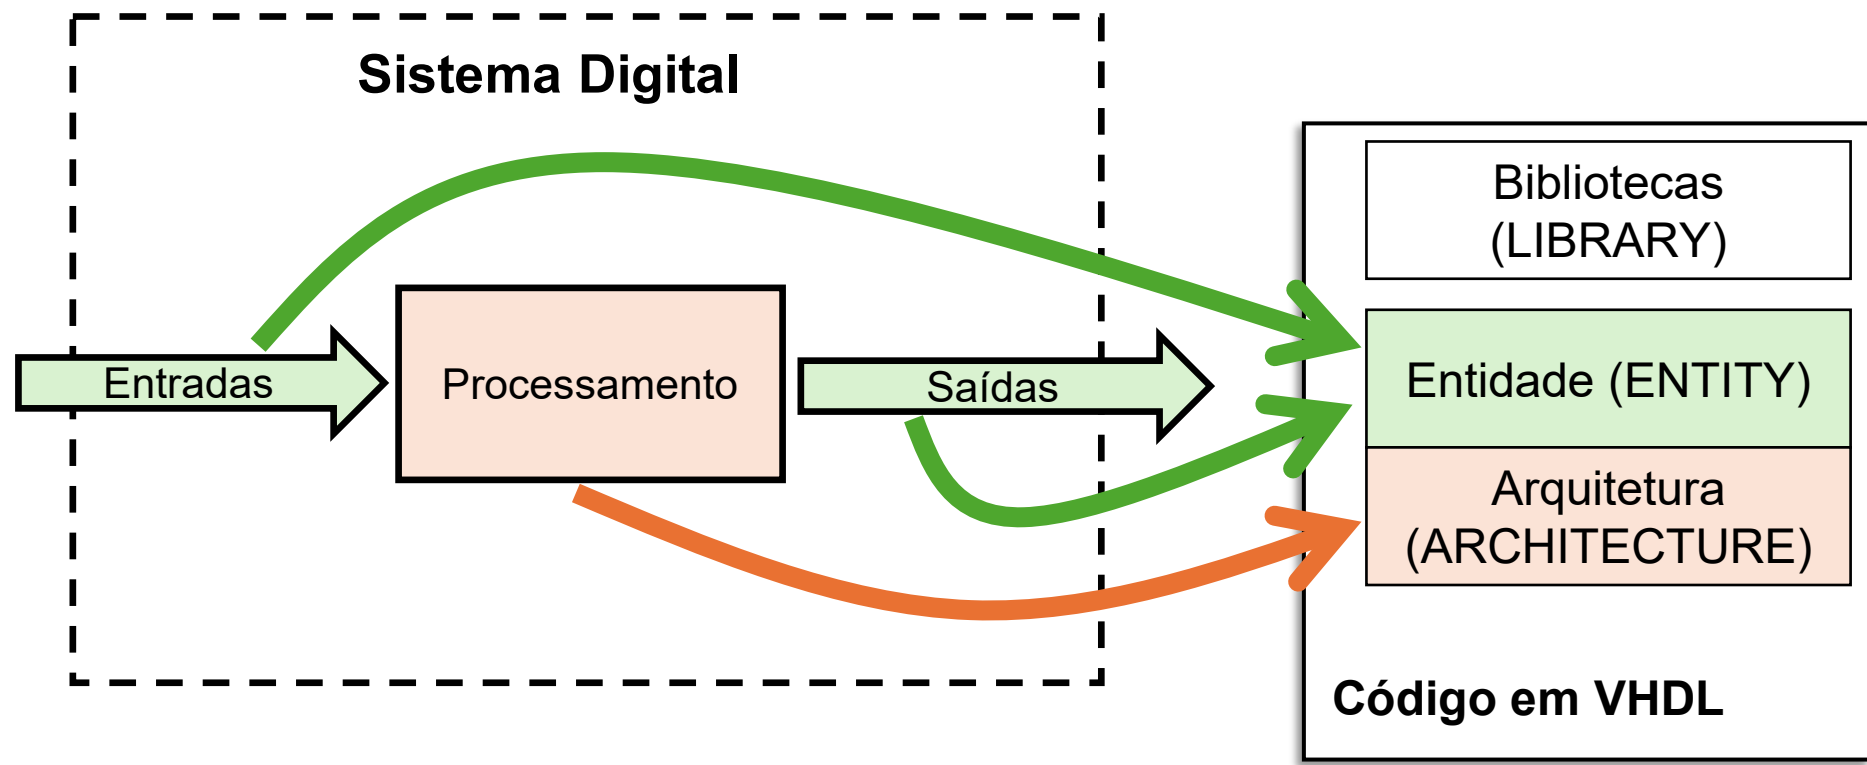 Sistema Digital
Entradas
Processamento
Saídas
Bibliotecas
(LIBRARY)
Entidade (ENTITY)
Arquitetura
(ARCHITECTURE)
Código em VHDL